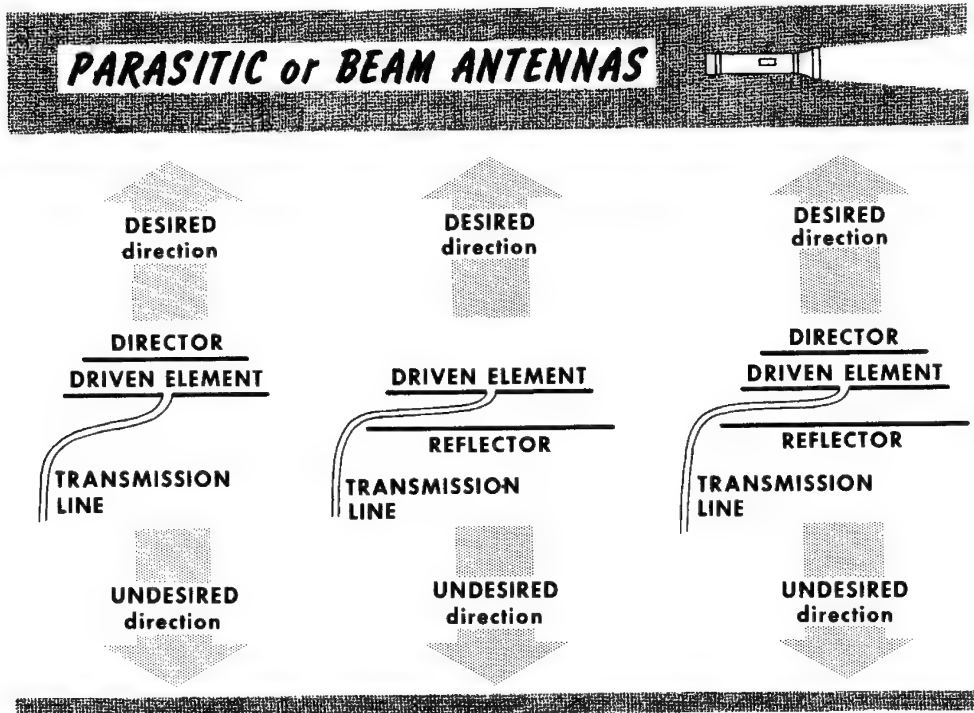 PARASITIC or BEAM ANTENNAS
DESIRED
direction
DIRECTOR
DRIVEN ELEMENT
TRANSMISSION
LINE
UNDESIRED
direction
DESIRED
direction
DRIVEN ELEMENT
REFLECTOR
TRANSMISSION
LINE
UNDESIRED
direction
DESIRED
direction
DIRECTOR
DRIVEN ELEMENT
REFLECTOR
TRANSMISSION
LINE
UNDESIRED
direction